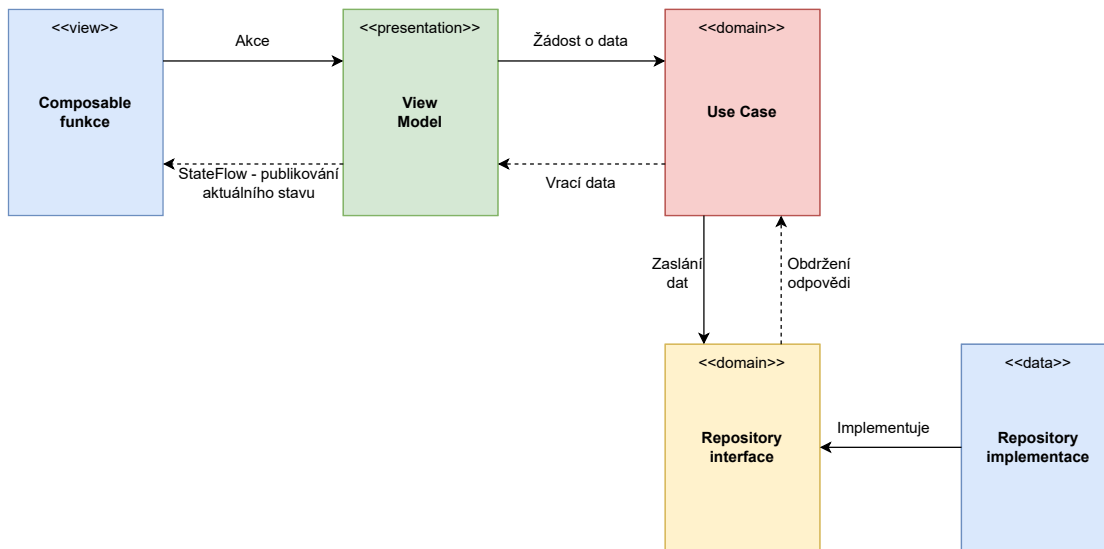 <<view>>
Composable
funkce
Akce
StateFlow - publikování
aktuálního stavu
<<presentation>>
View
Model
Žádost o data
Vrací data
<<domain>>
Use Case
Zaslání
dat
Obdržení
odpovědi
<<domain>>
Repository
interface
Implementuje
<<data>>
Repository
implementace